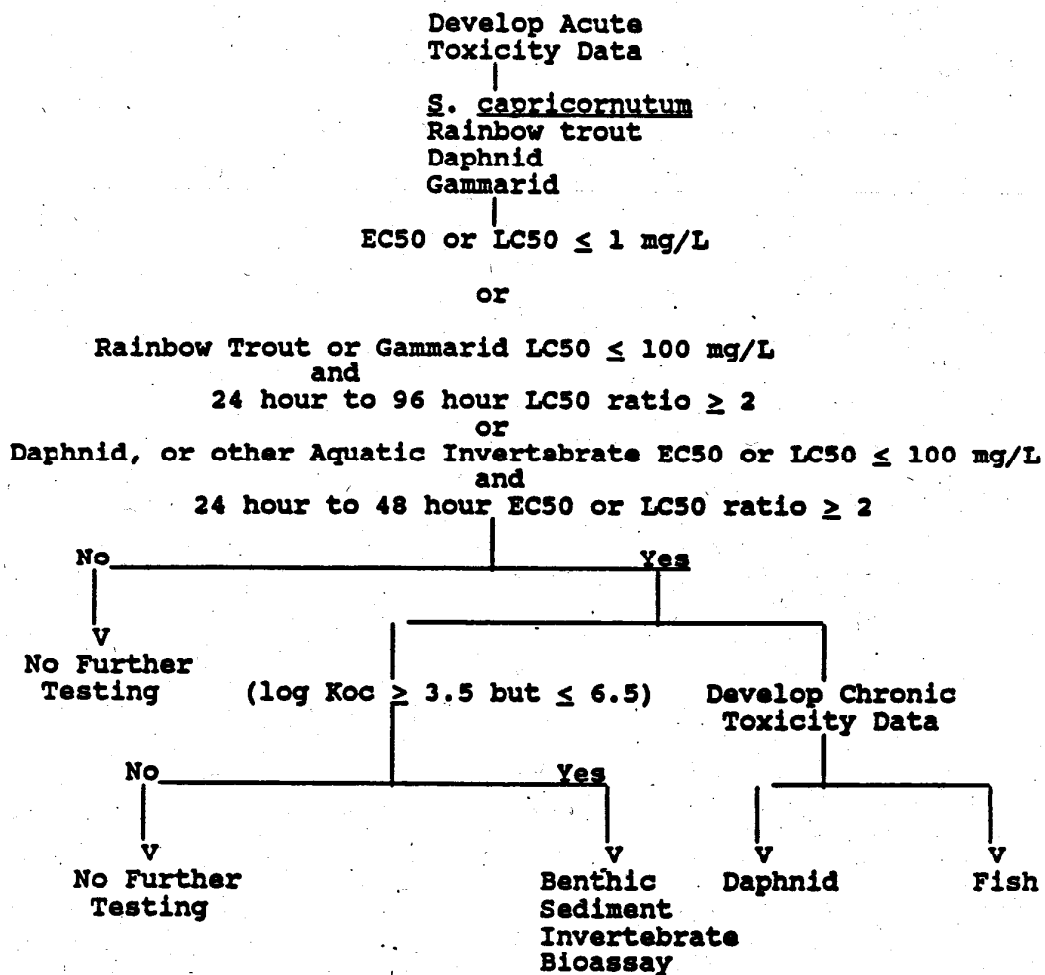 Develop Acute
Toxicity Data
S. capricornutum
Rainbow trout
Daphnid
Gammarid
EC50 or LC50 ≤ 1 mg/L
or
Rainbow Trout or Gammarid LC50 ≤ 100 mg/L
and
24 hour to 96 hour LC50 ratio ≥ 2
or
Daphnid, or other Aquatic Invertebrate EC50 or LC50 ≤ 100 mg/L
and
24 hour to 48 hour EC50 or LC50 ratio ≥ 2
No Yes
V
No Further
Testing
(log Koc ≥ 3.5 but ≤ 6.5)
Develop Chronic
Toxicity Data
No Yes
V V V V
No Further
Testing
Benthic
Sediment
Invertebrate
Bioassay
Daphnid
Fish